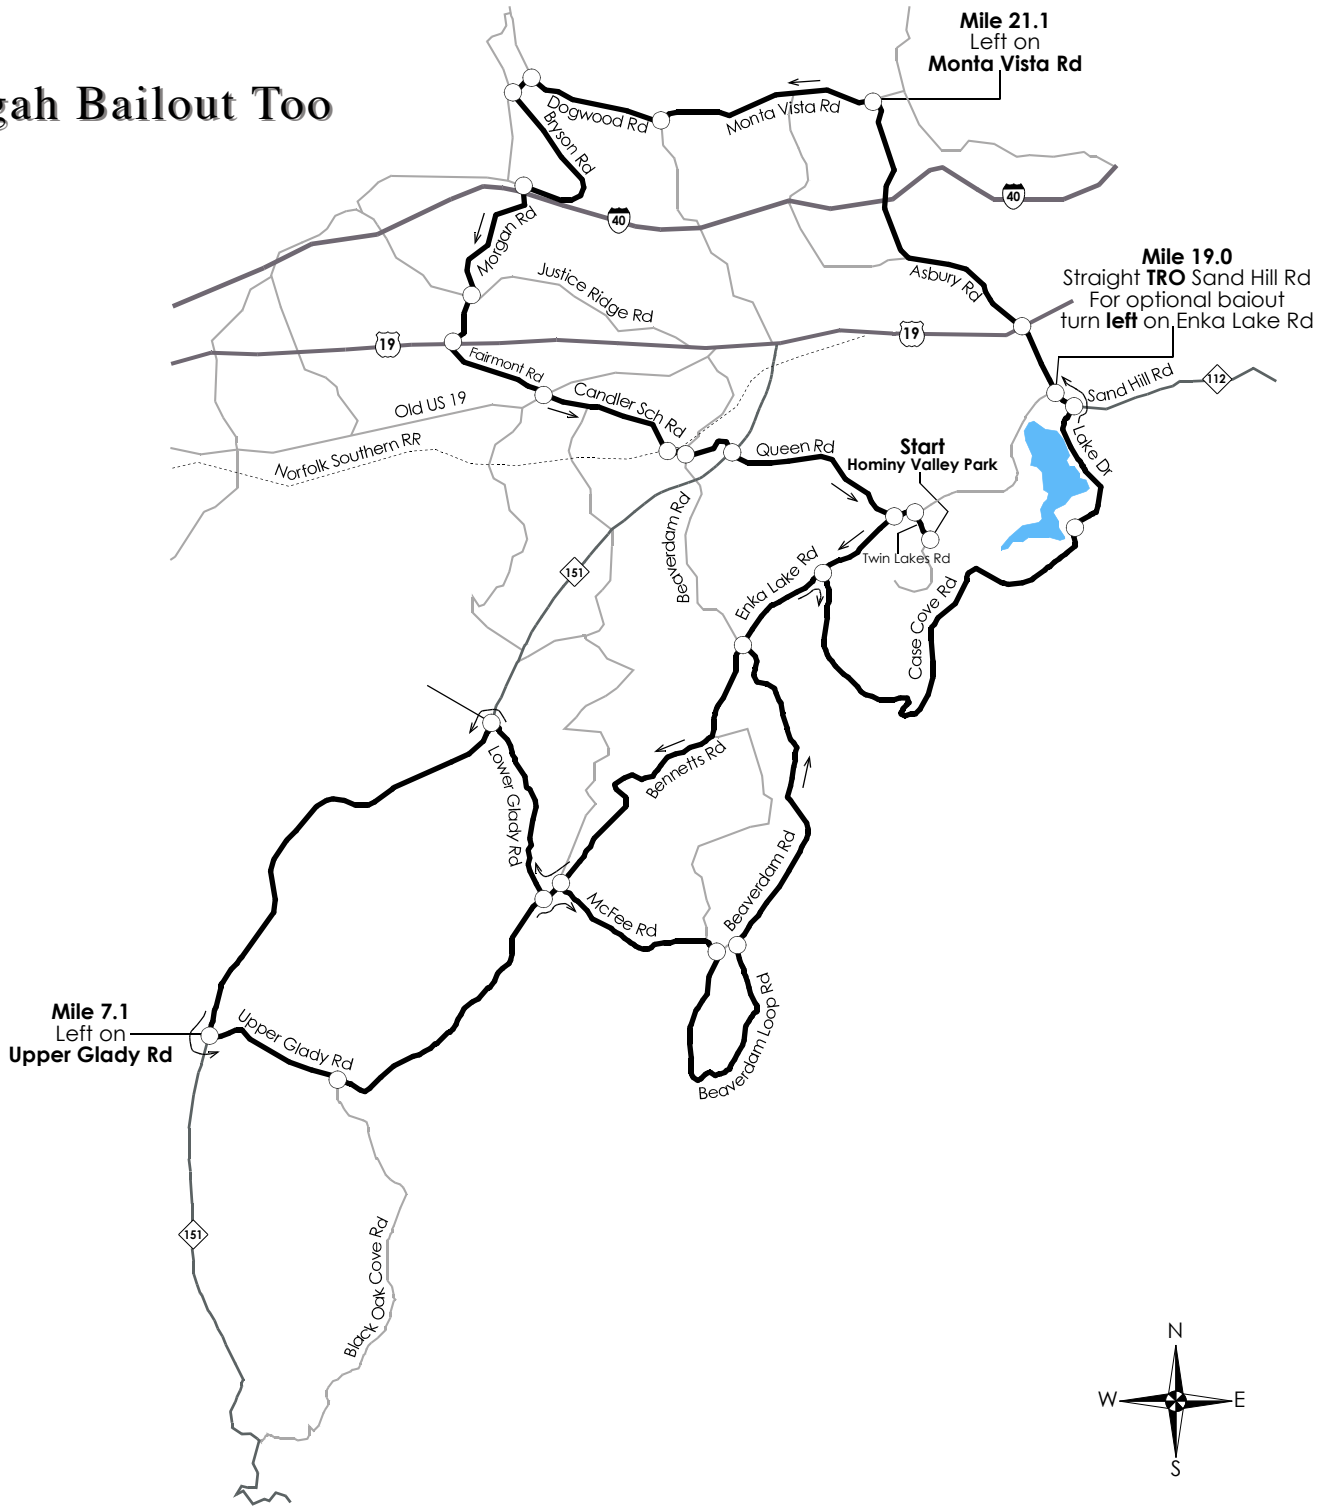 Mile 21.1
Left on
Monta Vista Rd
gah Bailout Too
Dogwood Rd
Monta Vista Rd
Bryson Rd
40
40
Morgan Rd
Mile 19.0
Straight TRO Sand Hill Rd
For optional baiout
turn left on Enka Lake Rd
Asbury Rd
Justice Ridge Rd
19
19
Fairmont Rd
Sand Hill Rd
112
Candler Sch Rd
Old US 19
Norfolk Southern RR
Queen Rd
Start
Hominy Valley Park
Lake Dr
Beaverdam Rd
Twin Lakes Rd
151
Enka Lake Rd
Case Cove Rd
Bennetts Rd
Lower Glady Rd
Beaverdam Rd
McFee Rd
Beaverdam Loop Rd
Mile 7.1
Left on
Upper Glady Rd
Upper Glady Rd
151
Black Oak Cove Rd
N
W
E
S